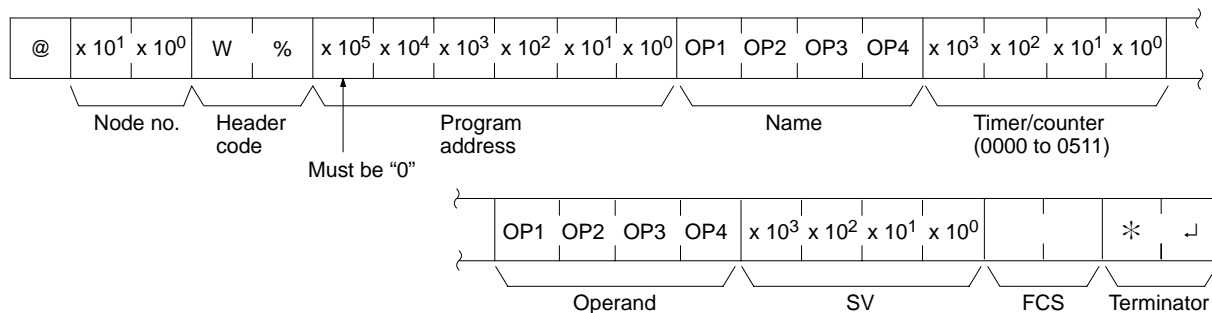 @ x 10¹ x 10⁰ W % x 10⁵ x 10⁴ x 10³ x 10² x 10¹ x 10⁰ OP1 OP2 OP3 OP4 x 10³ x 10² x 10¹ x 10⁰
Node no. Header code Program address Name Timer/counter (0000 to 0511)
Must be “0”
OP1 OP2 OP3 OP4 x 10³ x 10² x 10¹ x 10⁰ * ↵
Operand SV FCS Terminator